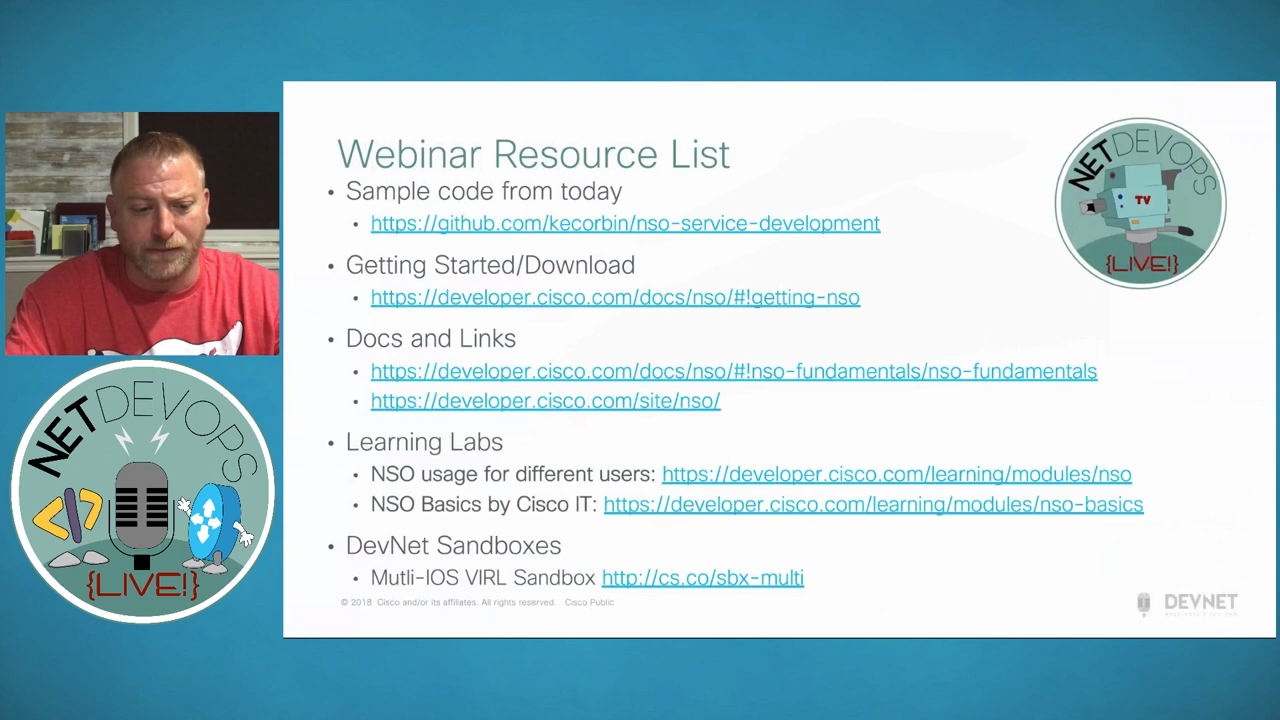 Webinar Resource List
• Sample code from today
• https://github.com/kecorbin/nso-service-development
• Getting Started/Download
• https://developer.cisco.com/docs/nso/#!getting-nso
• Docs and Links
• https://developer.cisco.com/docs/nso/#!nso-fundamentals/nso-fundamentals
• https://developer.cisco.com/site/nso/
• Learning Labs
• NSO usage for different users: https://developer.cisco.com/learning/modules/nso
• NSO Basics by Cisco IT: https://developer.cisco.com/learning/modules/nso-basics
• DevNet Sandboxes
• Mutli-IOS VIRL Sandbox http://cs.co/sbx-multi
© 2018 Cisco and/or its affiliates. All rights reserved. Cisco Public
DEVNET
NETDEVOPS
TV
{LIVE!}
NETDEVOPS
</>
{LIVE!}